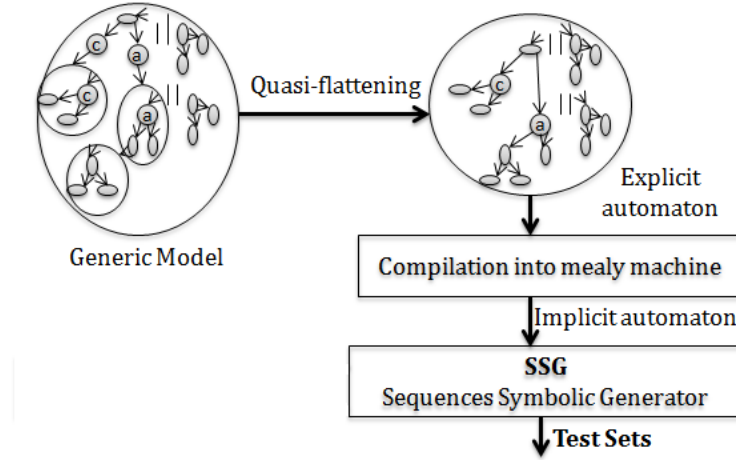 c
a
c
a
Generic Model
Quasi-flattening
c
a
Explicit
automaton
Compilation into mealy machine
Implicit automaton
SSG
Sequences Symbolic Generator
Test Sets